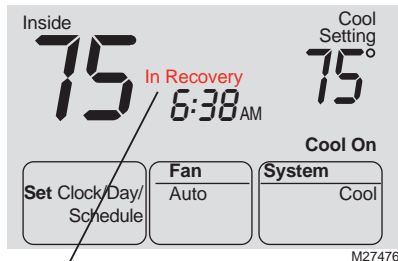 Inside
Cool
Setting
75
In Recovery
75°
6:38 AM
Cool On
Set Clock/Day/
Schedule
Fan
Auto
System
Cool
M27476